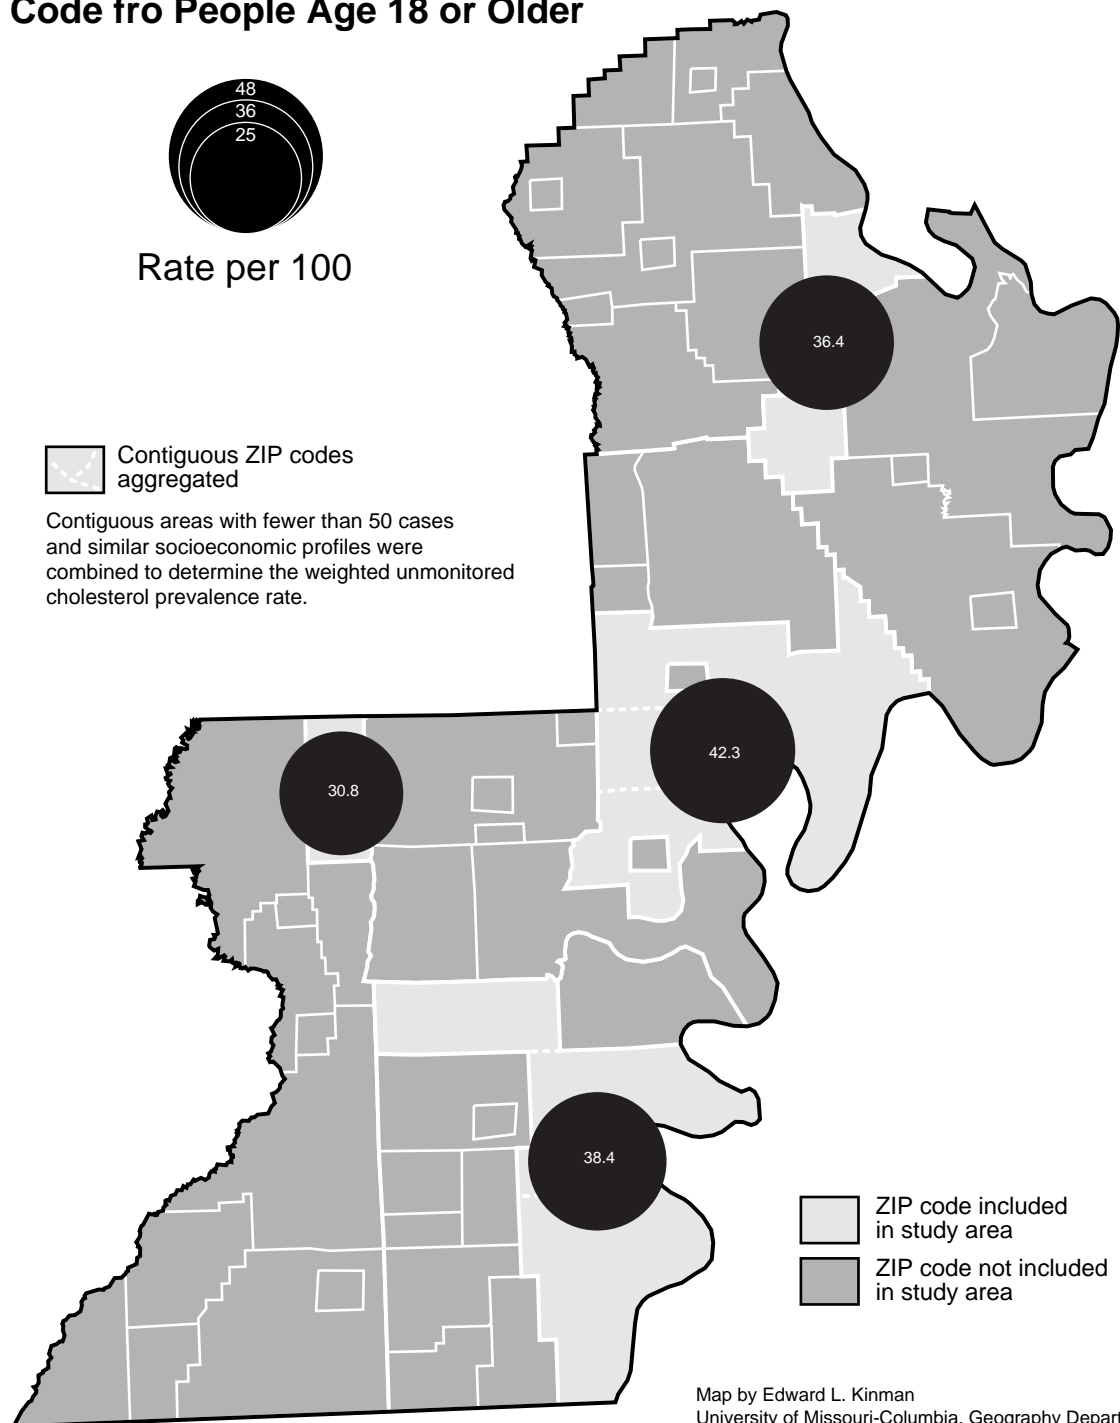 Code fro People Age 18 or Older
48
36
25
Rate per 100
36.4
Contiguous ZIP codes
aggregated
Contiguous areas with fewer than 50 cases
and similar socioeconomic profiles were
combined to determine the weighted unmonitored
cholesterol prevalence rate.
42.3
30.8
38.4
ZIP code included
in study area
ZIP code not included
in study area
Map by Edward L. Kinman
University of Missouri-Columbia, Geography Depar